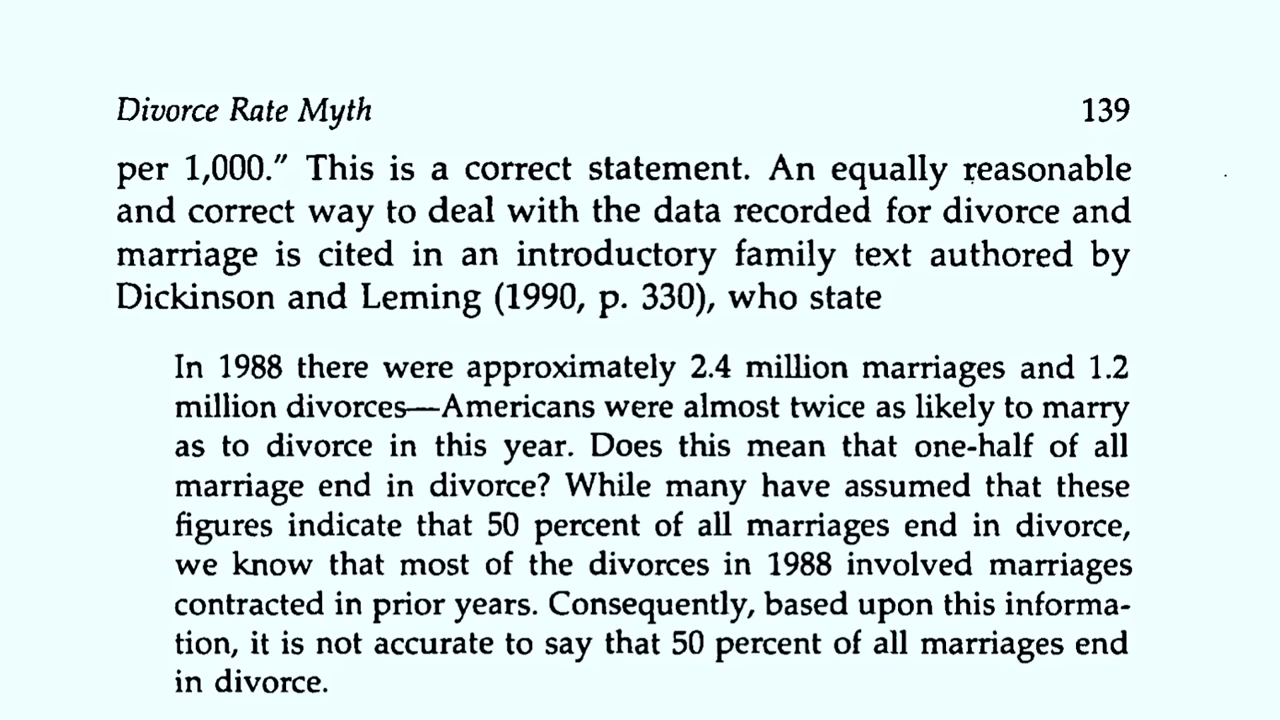 Divorce Rate Myth 139
per 1,000.” This is a correct statement. An equally reasonable
and correct way to deal with the data recorded for divorce and
marriage is cited in an introductory family text authored by
Dickinson and Leming (1990, p. 330), who state
In 1988 there were approximately 2.4 million marriages and 1.2
million divorces—Americans were almost twice as likely to marry
as to divorce in this year. Does this mean that one-half of all
marriage end in divorce? While many have assumed that these
figures indicate that 50 percent of all marriages end in divorce,
we know that most of the divorces in 1988 involved marriages
contracted in prior years. Consequently, based upon this informa-
tion, it is not accurate to say that 50 percent of all marriages end
in divorce.